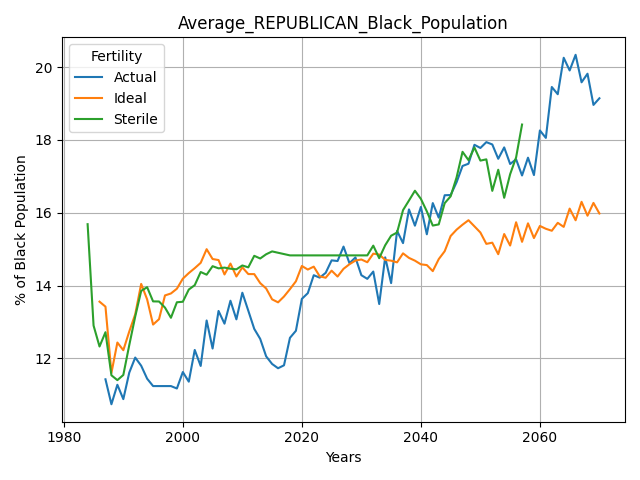 Average_REPUBLICAN_Black_Population
Fertility
Actual
Ideal
Sterile
% of Black Population
20
18
16
14
12
1980
2000
2020
2040
2060
Years